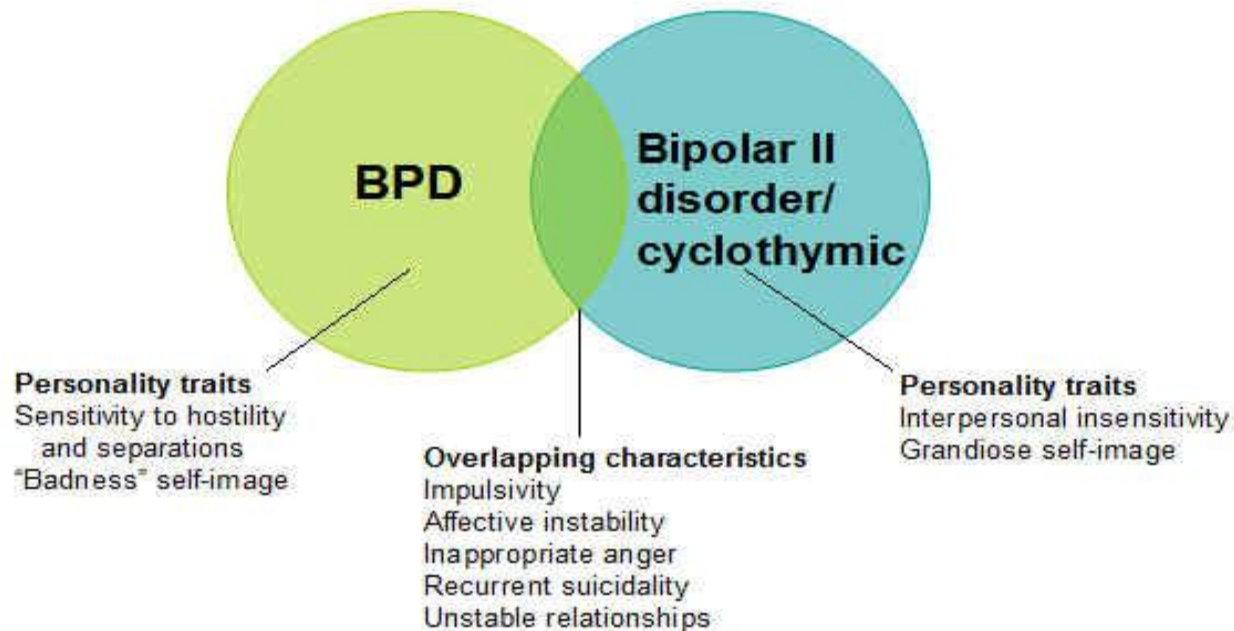 BPD
Bipolar II
disorder/
cyclothymic
Personality traits
Sensitivity to hostility
and separations
"Badness" self-image
Overlapping characteristics
Impulsivity
Affective instability
Inappropriate anger
Recurrent suicidality
Unstable relationships
Personality traits
Interpersonal insensitivity
Grandiose self-image